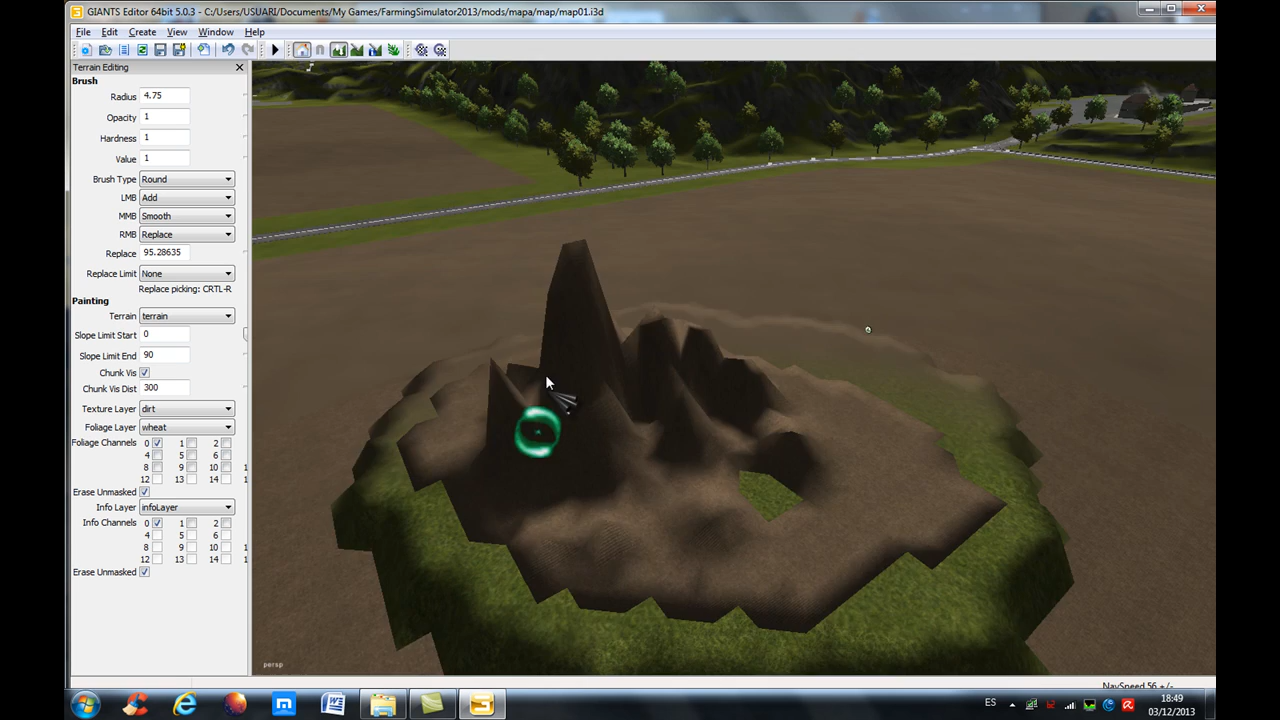 GIANTS Editor 64bit 5.0.3 - C:/Users/USUARI/Documents/My Games/FarmingSimulator2013/mods/mapa/map/map01.i3d
File Edit Create View Window Help
Terrain Editing
Brush
Radius 4.75
Opacity 1
Hardness 1
Value 1
Brush Type Round
LMB Add
MMB Smooth
RMB Replace
Replace 95.28635
Replace Limit None
Replace picking: CRTL-R
Painting
Terrain terrain
Slope Limit Start 0
Slope Limit End 90
Chunk Vis
Chunk Vis Dist 300
Texture Layer dirt
Foliage Layer wheat
Foliage Channels 0 1 2
4 5 6
8 9 10 1
12 13 14 1
Erase Unmasked
Info Layer infoLayer
Info Channels 0 1 2
4 5 6
8 9 10 1
12 13 14 1
Erase Unmasked
persp
NavSpeed 56 +/-
ES
18:49
03/12/2013